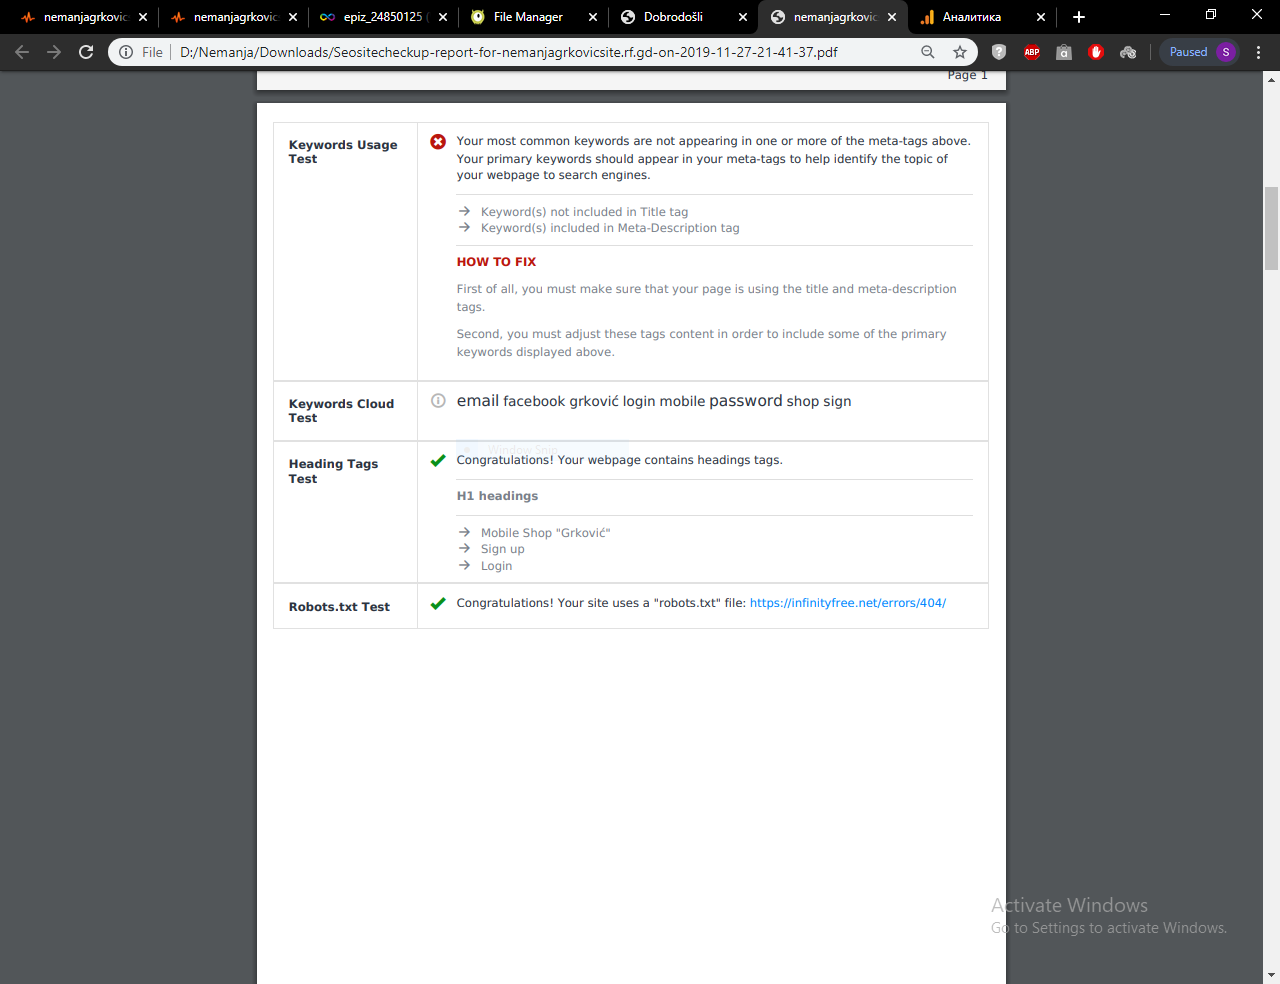 nemanjagrkovic
nemanjagrkovic
epiz_24850125 (
File Manager
Dobrodošli
nemanjagrkovic
Аналитика
File
D:/Nemanja/Downloads/Seositecheckup-report-for-nemanjagrkovicsite.rf.gd-on-2019-11-27-21-41-37.pdf
ABP
Paused
S
Page 1
Keywords Usage
Test
Your most common keywords are not appearing in one or more of the meta-tags above.
Your primary keywords should appear in your meta-tags to help identify the topic of
your webpage to search engines.
Keyword(s) not included in Title tag
Keyword(s) included in Meta-Description tag
HOW TO FIX
First of all, you must make sure that your page is using the title and meta-description
tags.
Second, you must adjust these tags content in order to include some of the primary
keywords displayed above.
Keywords Cloud
Test
email facebook grković login mobile password shop sign
Window Snip
Heading Tags
Test
Congratulations! Your webpage contains headings tags.
H1 headings
Mobile Shop "Grković"
Sign up
Login
Robots.txt Test
Congratulations! Your site uses a "robots.txt" file: https://infinityfree.net/errors/404/
Activate Windows
Go to Settings to activate Windows.